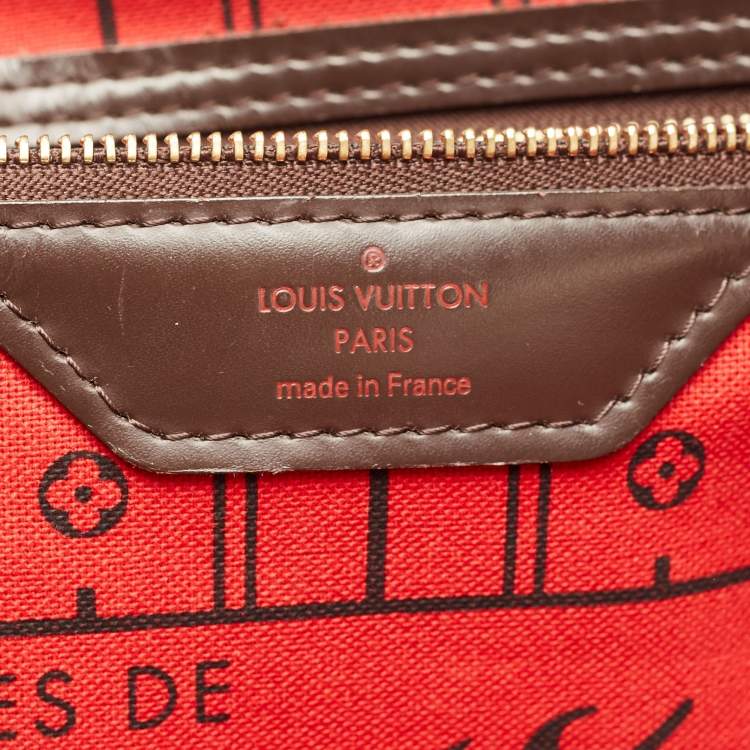 ®
LOUIS VUITTON
PARIS
made in France
ES DE